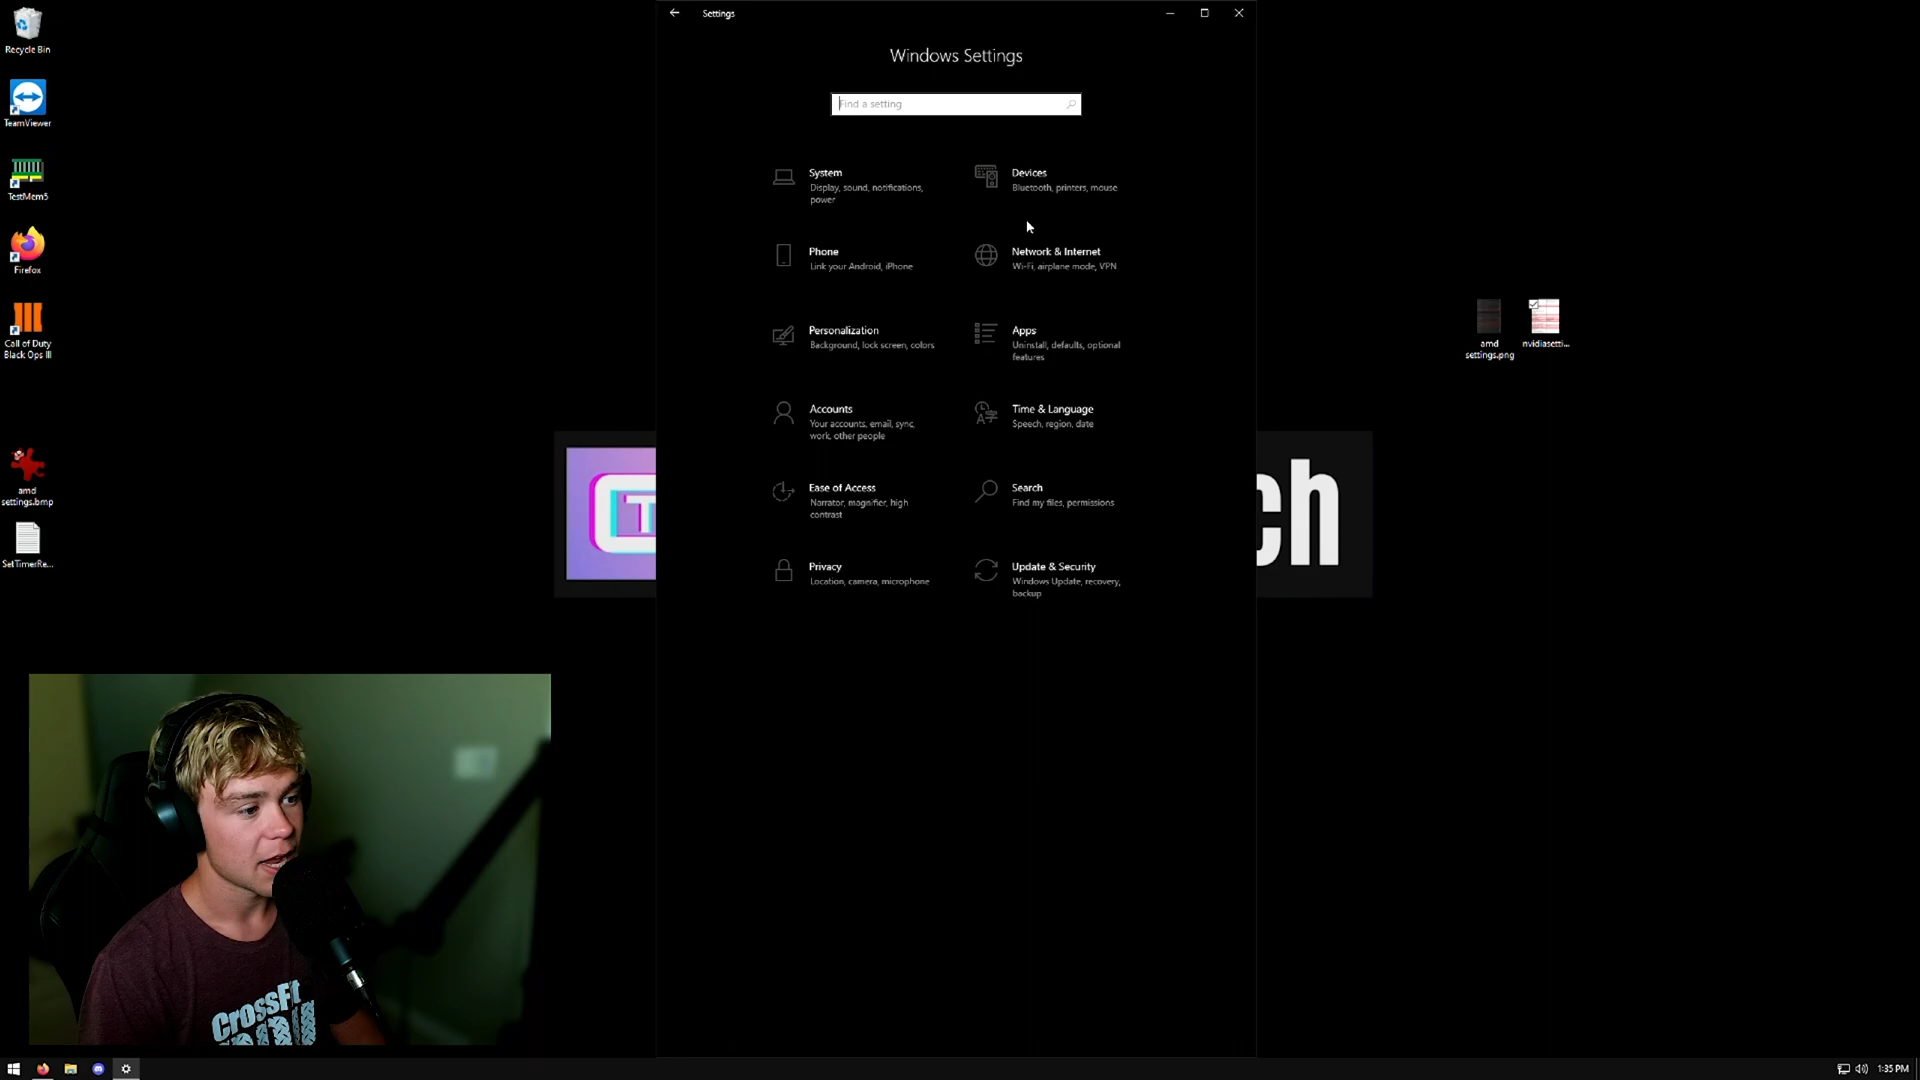 Recycle Bin
TeamViewer
TestMem5
Firefox
Call of Duty
Black Ops III
amd
settings.bmp
SetTimerRe...
Settings
Windows Settings
Find a setting
System
Display, sound, notifications,
power
Devices
Bluetooth, printers, mouse
Phone
Link your Android, iPhone
Network & Internet
Wi-Fi, airplane mode, VPN
Personalization
Background, lock screen, colors
Apps
Uninstall, defaults, optional
features
Accounts
Your accounts, email, sync,
work, other people
Time & Language
Speech, region, date
Ease of Access
Narrator, magnifier, high
contrast
Search
Find my files, permissions
Privacy
Location, camera, microphone
Update & Security
Windows Update, recovery,
backup
amd
settings.png
nvidiasetti...
T
ch
CrossFit
1:35 PM